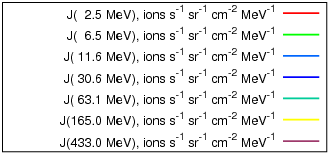 J( 2.5 MeV), ions s⁻¹ sr⁻¹ cm⁻² MeV⁻¹
J( 6.5 MeV), ions s⁻¹ sr⁻¹ cm⁻² MeV⁻¹
J( 11.6 MeV), ions s⁻¹ sr⁻¹ cm⁻² MeV⁻¹
J( 30.6 MeV), ions s⁻¹ sr⁻¹ cm⁻² MeV⁻¹
J( 63.1 MeV), ions s⁻¹ sr⁻¹ cm⁻² MeV⁻¹
J(165.0 MeV), ions s⁻¹ sr⁻¹ cm⁻² MeV⁻¹
J(433.0 MeV), ions s⁻¹ sr⁻¹ cm⁻² MeV⁻¹